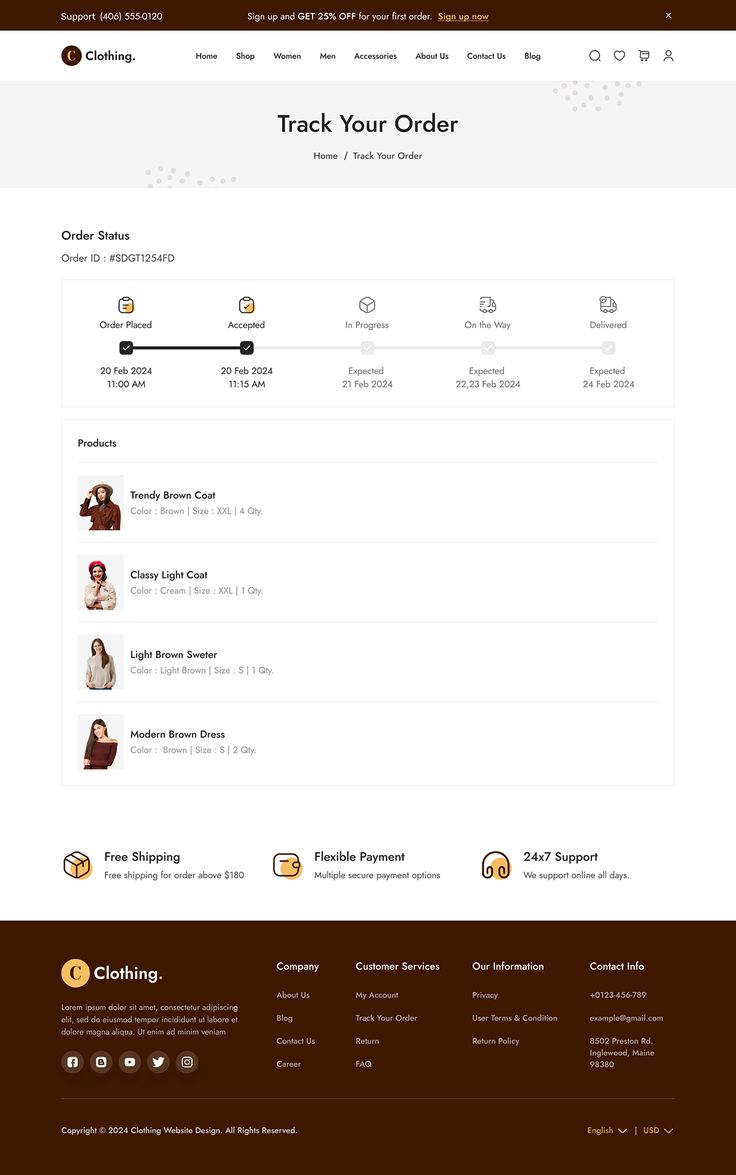 Support (406) 555-0120
Sign up and GET 25% OFF for your first order. Sign up now
C Clothing.
Home Shop Women Men Accessories About Us Contact Us Blog
Track Your Order
Home / Track Your Order
Order Status
Order ID : #SDGT1254FD
Order Placed Accepted In Progress On the Way Delivered
20 Feb 2024 20 Feb 2024 Expected Expected Expected
11:00 AM 11:15 AM 21 Feb 2024 22,23 Feb 2024 24 Feb 2024
Products
Trendy Brown Coat
Color : Brown | Size : XXL | 4 Qty.
Classy Light Coat
Color : Cream | Size : XXL | 1 Qty.
Light Brown Sweter
Color : Light Brown | Size : S | 1 Qty.
Modern Brown Dress
Color : Brown | Size : S | 2 Qty.
Free Shipping
Free shipping for order above $180
Flexible Payment
Multiple secure payment options
24x7 Support
We support online all days.
C Clothing.
Lorem ipsum dolor sit amet, consectetur adipiscing
elit, sed do eiusmod tempor incididunt ut labore et
dolore magna aliqua. Ut enim ad minim veniam
Company
About Us
Blog
Contact Us
Career
Customer Services
My Account
Track Your Order
Return
FAQ
Our Information
Privacy
User Terms & Condition
Return Policy
Contact Info
+0123-456-789
example@gmail.com
8502 Preston Rd.
Inglewood, Maine
98380
Copyright © 2024 Clothing Website Design. All Rights Reserved.
English | USD